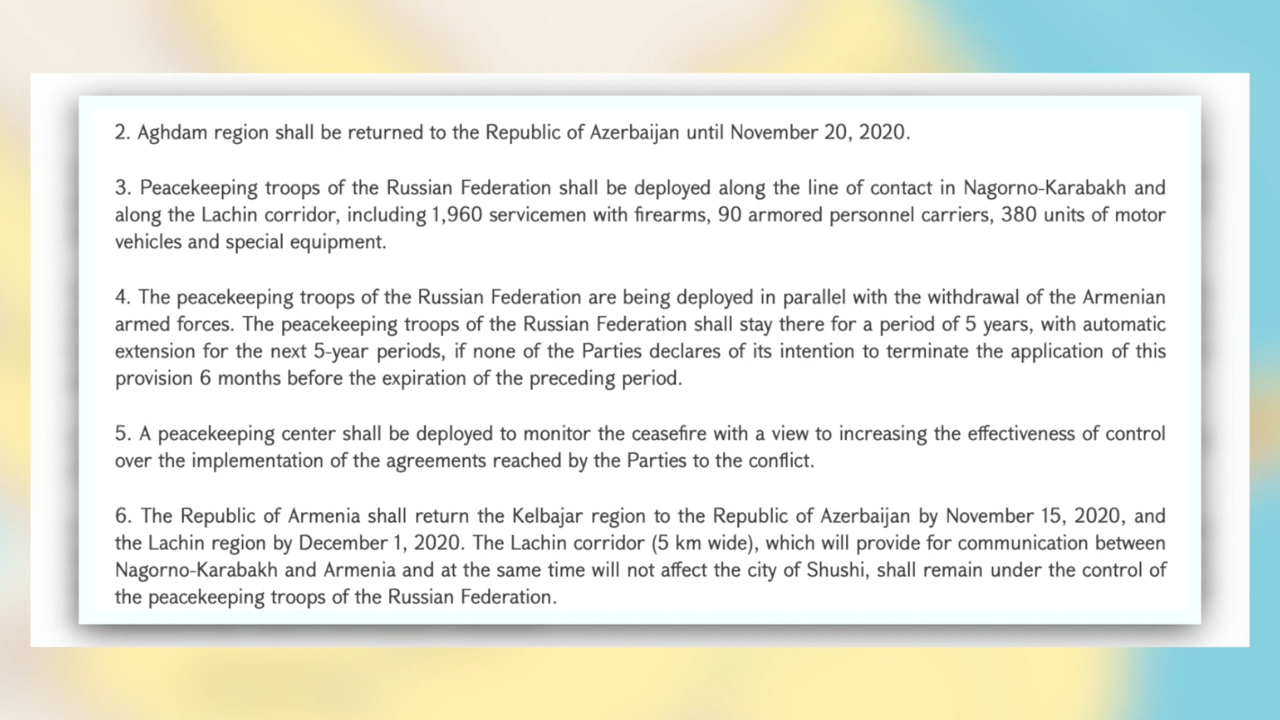 2. Aghdam region shall be returned to the Republic of Azerbaijan until November 20, 2020.
3. Peacekeeping troops of the Russian Federation shall be deployed along the line of contact in Nagorno-Karabakh and
along the Lachin corridor, including 1,960 servicemen with firearms, 90 armored personnel carriers, 380 units of motor
vehicles and special equipment.
4. The peacekeeping troops of the Russian Federation are being deployed in parallel with the withdrawal of the Armenian
armed forces. The peacekeeping troops of the Russian Federation shall stay there for a period of 5 years, with automatic
extension for the next 5-year periods, if none of the Parties declares of its intention to terminate the application of this
provision 6 months before the expiration of the preceding period.
5. A peacekeeping center shall be deployed to monitor the ceasefire with a view to increasing the effectiveness of control
over the implementation of the agreements reached by the Parties to the conflict.
6. The Republic of Armenia shall return the Kelbajar region to the Republic of Azerbaijan by November 15, 2020, and
the Lachin region by December 1, 2020. The Lachin corridor (5 km wide), which will provide for communication between
Nagorno-Karabakh and Armenia and at the same time will not affect the city of Shushi, shall remain under the control of
the peacekeeping troops of the Russian Federation.